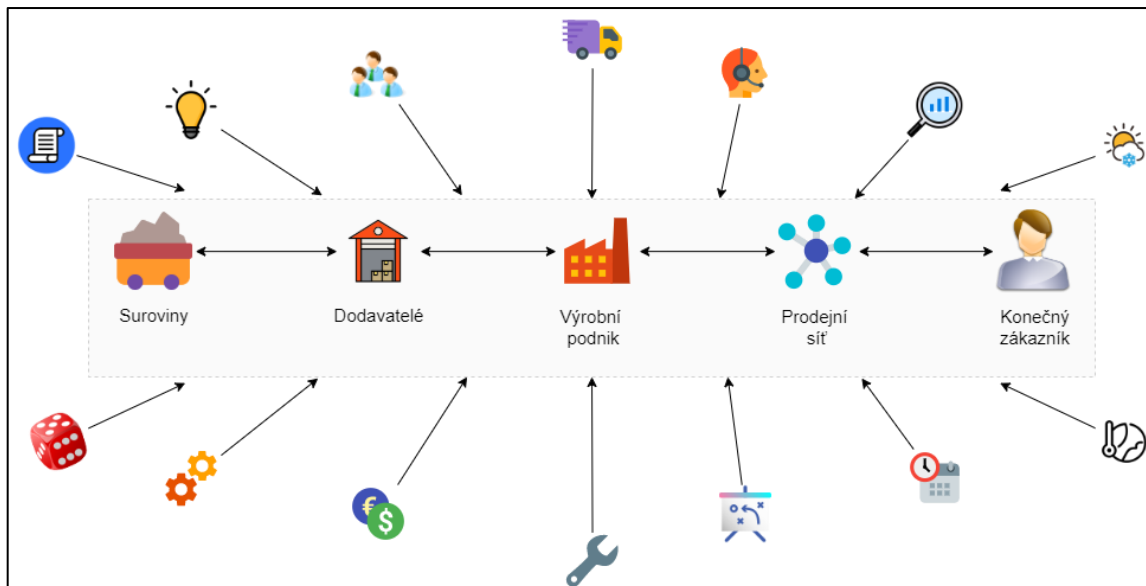 Suroviny
Dodavatelé
Výrobní
podnik
Prodejní
síť
Konečný
zákazník
€
$